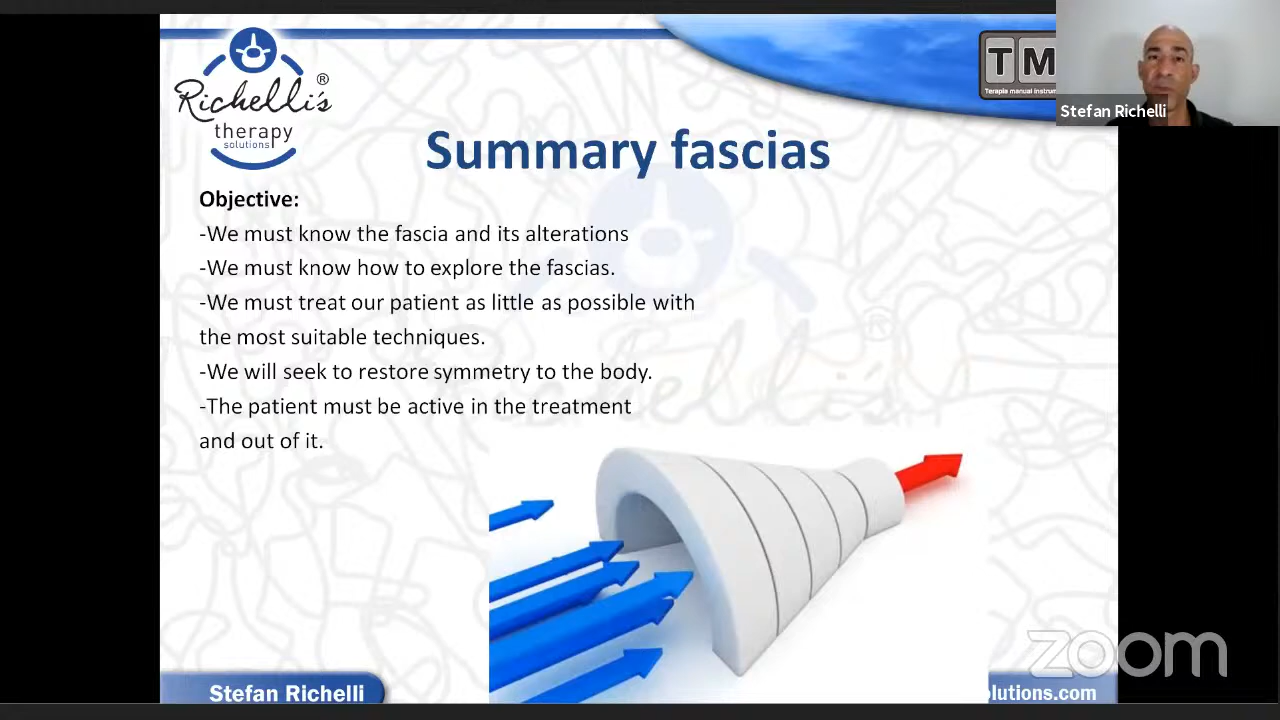 Richelli's ®
therapy
solutions
TM
Terapia manual instrum
Stefan Richelli
Summary fascias
Objective:
-We must know the fascia and its alterations
-We must know how to explore the fascias.
-We must treat our patient as little as possible with
the most suitable techniques.
-We will seek to restore symmetry to the body.
-The patient must be active in the treatment
and out of it.
zoom
Stefan Richelli
olutions.com